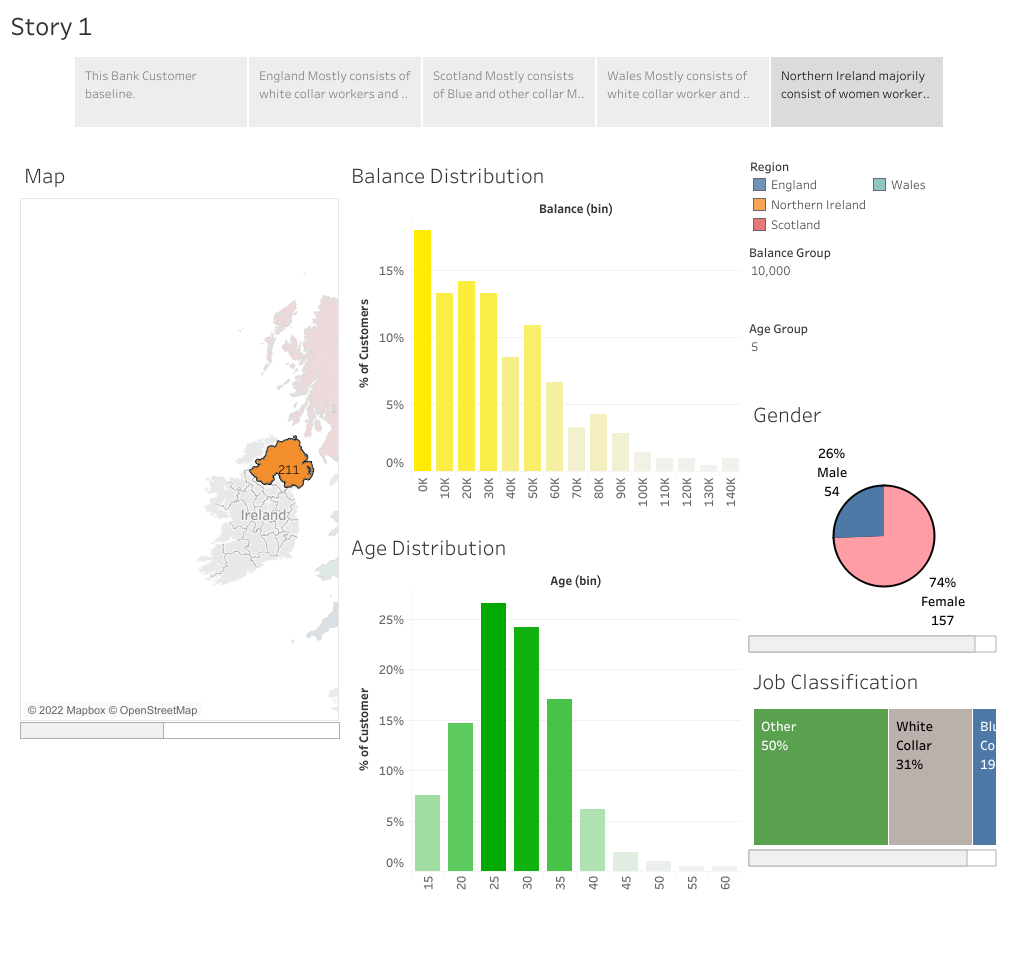 Story 1
This Bank Customer
baseline.
England Mostly consists of
white collar workers and ..
Scotland Mostly consists
of Blue and other collar M..
Wales Mostly consists of
white collar worker and ..
Northern Ireland majorily
consist of women worker..
Map
211
Ireland
© 2022 Mapbox © OpenStreetMap
Balance Distribution
Balance (bin)
% of Customers
15%
10%
5%
0%
0K
10K
20K
30K
40K
50K
60K
70K
80K
90K
100K
110K
120K
130K
140K
Age Distribution
Age (bin)
% of Customer
25%
20%
15%
10%
5%
0%
15
20
25
30
35
40
45
50
55
60
Region
England
Wales
Northern Ireland
Scotland
Balance Group
10,000
Age Group
5
Gender
26%
Male
54
74%
Female
157
Job Classification
Other
50%
White
Collar
31%
Blu
Co
19